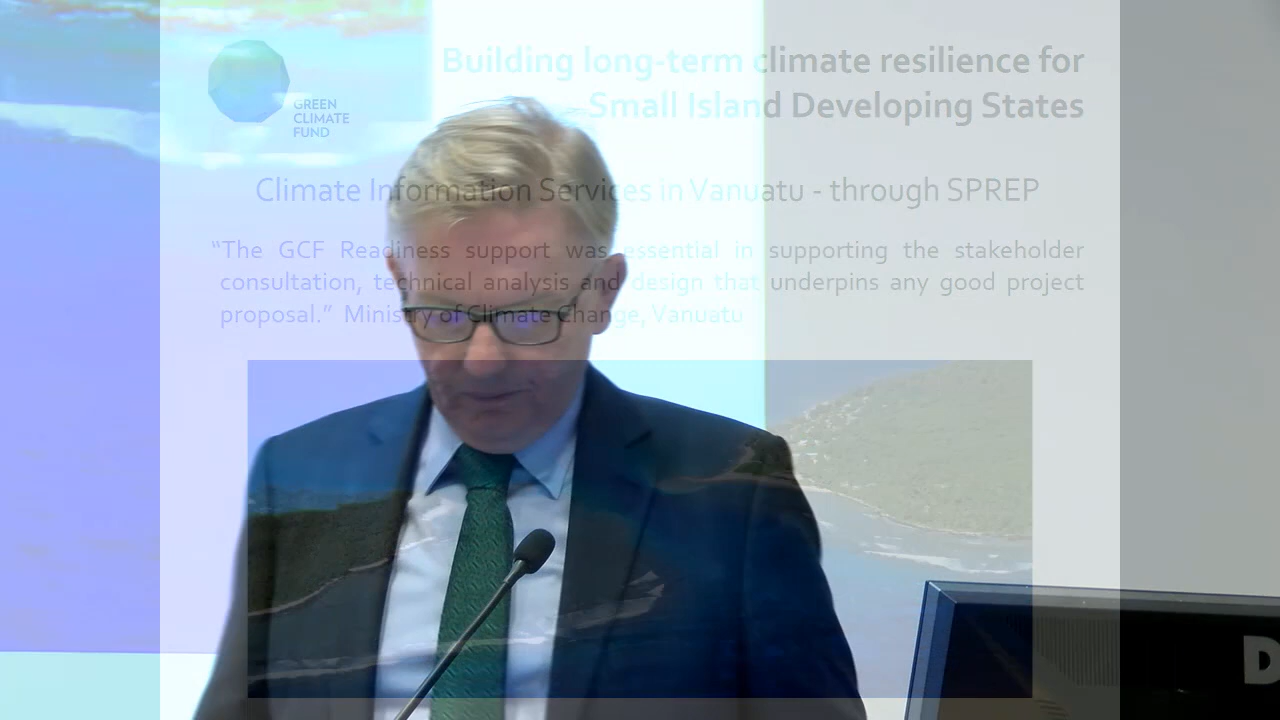 Building long-term climate resilience for
Small Island Developing States
GREEN
CLIMATE
FUND
Climate Information Services in Vanuatu - through SPREP
“The GCF Readiness support was essential in supporting the stakeholder
consultation, technical analysis and design that underpins any good project
proposal.” Ministry of Climate Change, Vanuatu
D